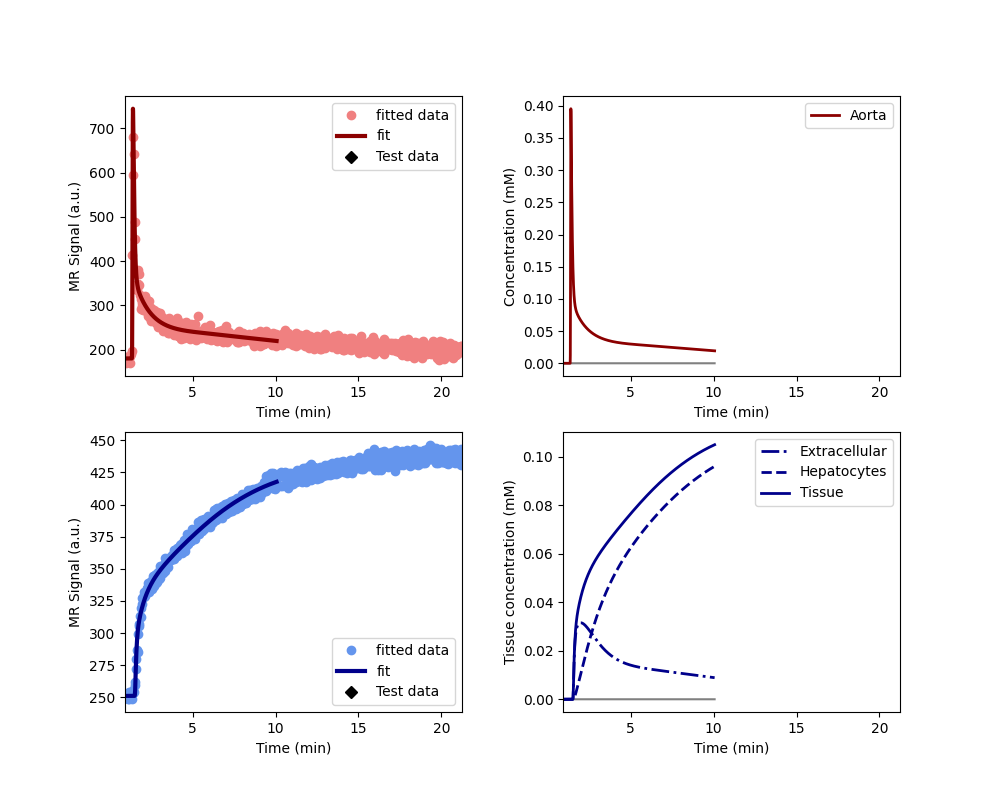 MR Signal (a.u.)
700
600
500
400
300
200
5
10
15
20
Time (min)
fitted data
fit
Test data
Concentration (mM)
0.40
0.35
0.30
0.25
0.20
0.15
0.10
0.05
0.00
5
10
15
20
Time (min)
Aorta
MR Signal (a.u.)
450
425
400
375
350
325
300
275
250
5
10
15
20
Time (min)
fitted data
fit
Test data
Tissue concentration (mM)
0.10
0.08
0.06
0.04
0.02
0.00
5
10
15
20
Time (min)
Extracellular
Hepatocytes
Tissue